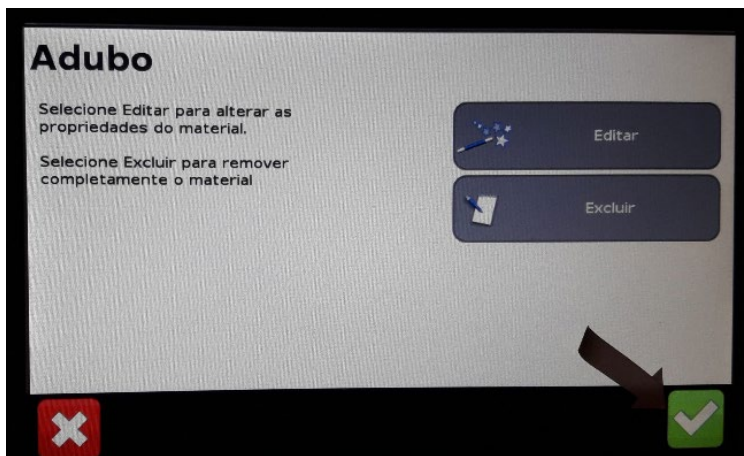 Adubo
Selecione Editar para alterar as
propriedades do material.
Selecione Excluir para remover
completamente o material
Editar
Excluir